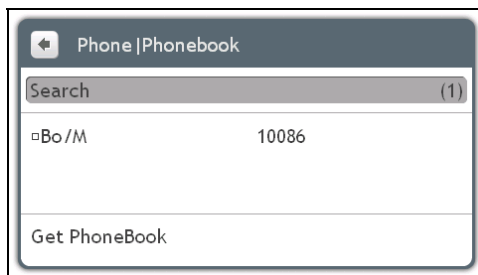 Phone|Phonebook
Search (1)
▫Bo/M 10086
Get PhoneBook